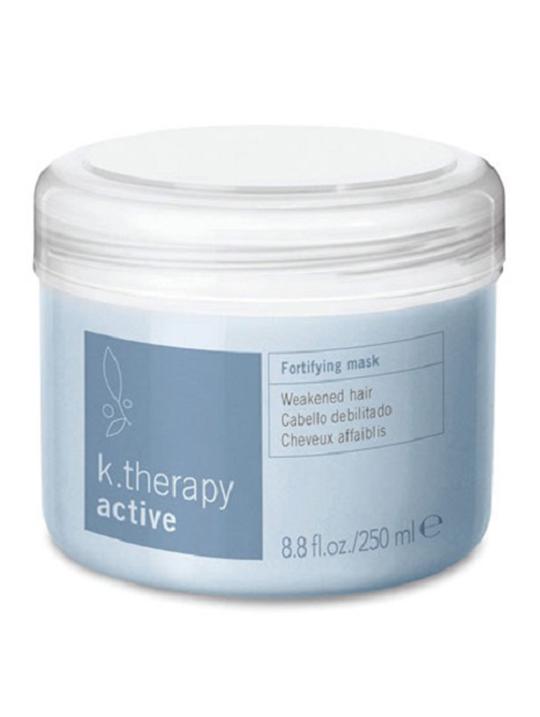 k.therapy
active
Fortifying mask
Weakened hair
Cabello debilitado
Cheveux affaiblis
8.8 fl.oz./250 ml ℮